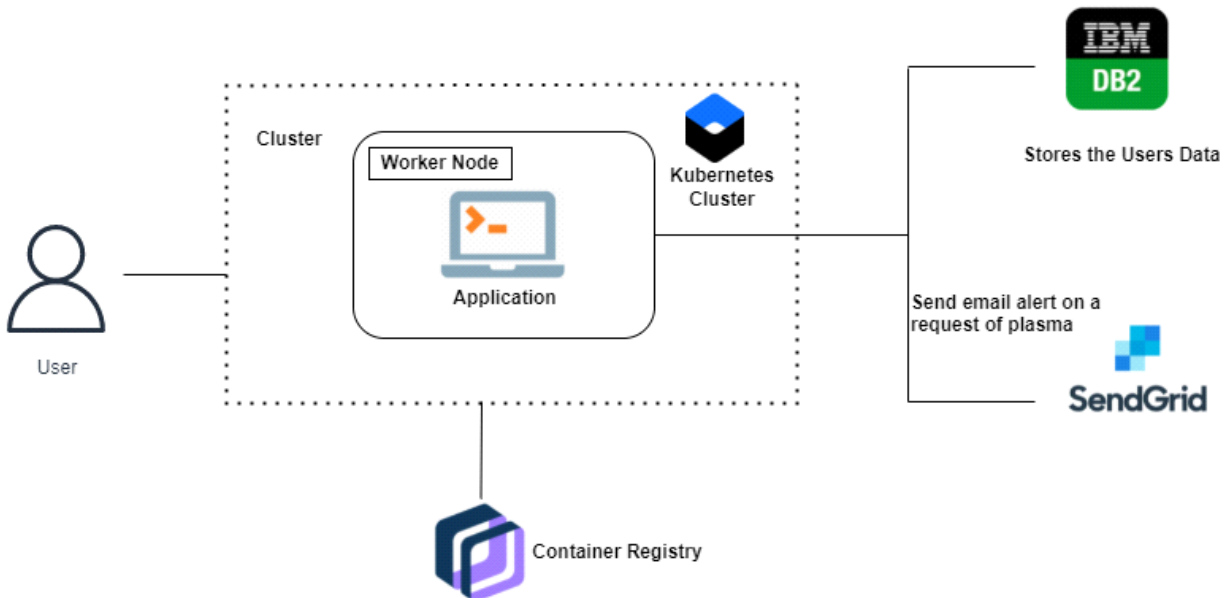 IBM
DB2
Stores the Users Data
Cluster
Worker Node
Kubernetes
Cluster
Application
User
Send email alert on a
request of plasma
SendGrid
Container Registry